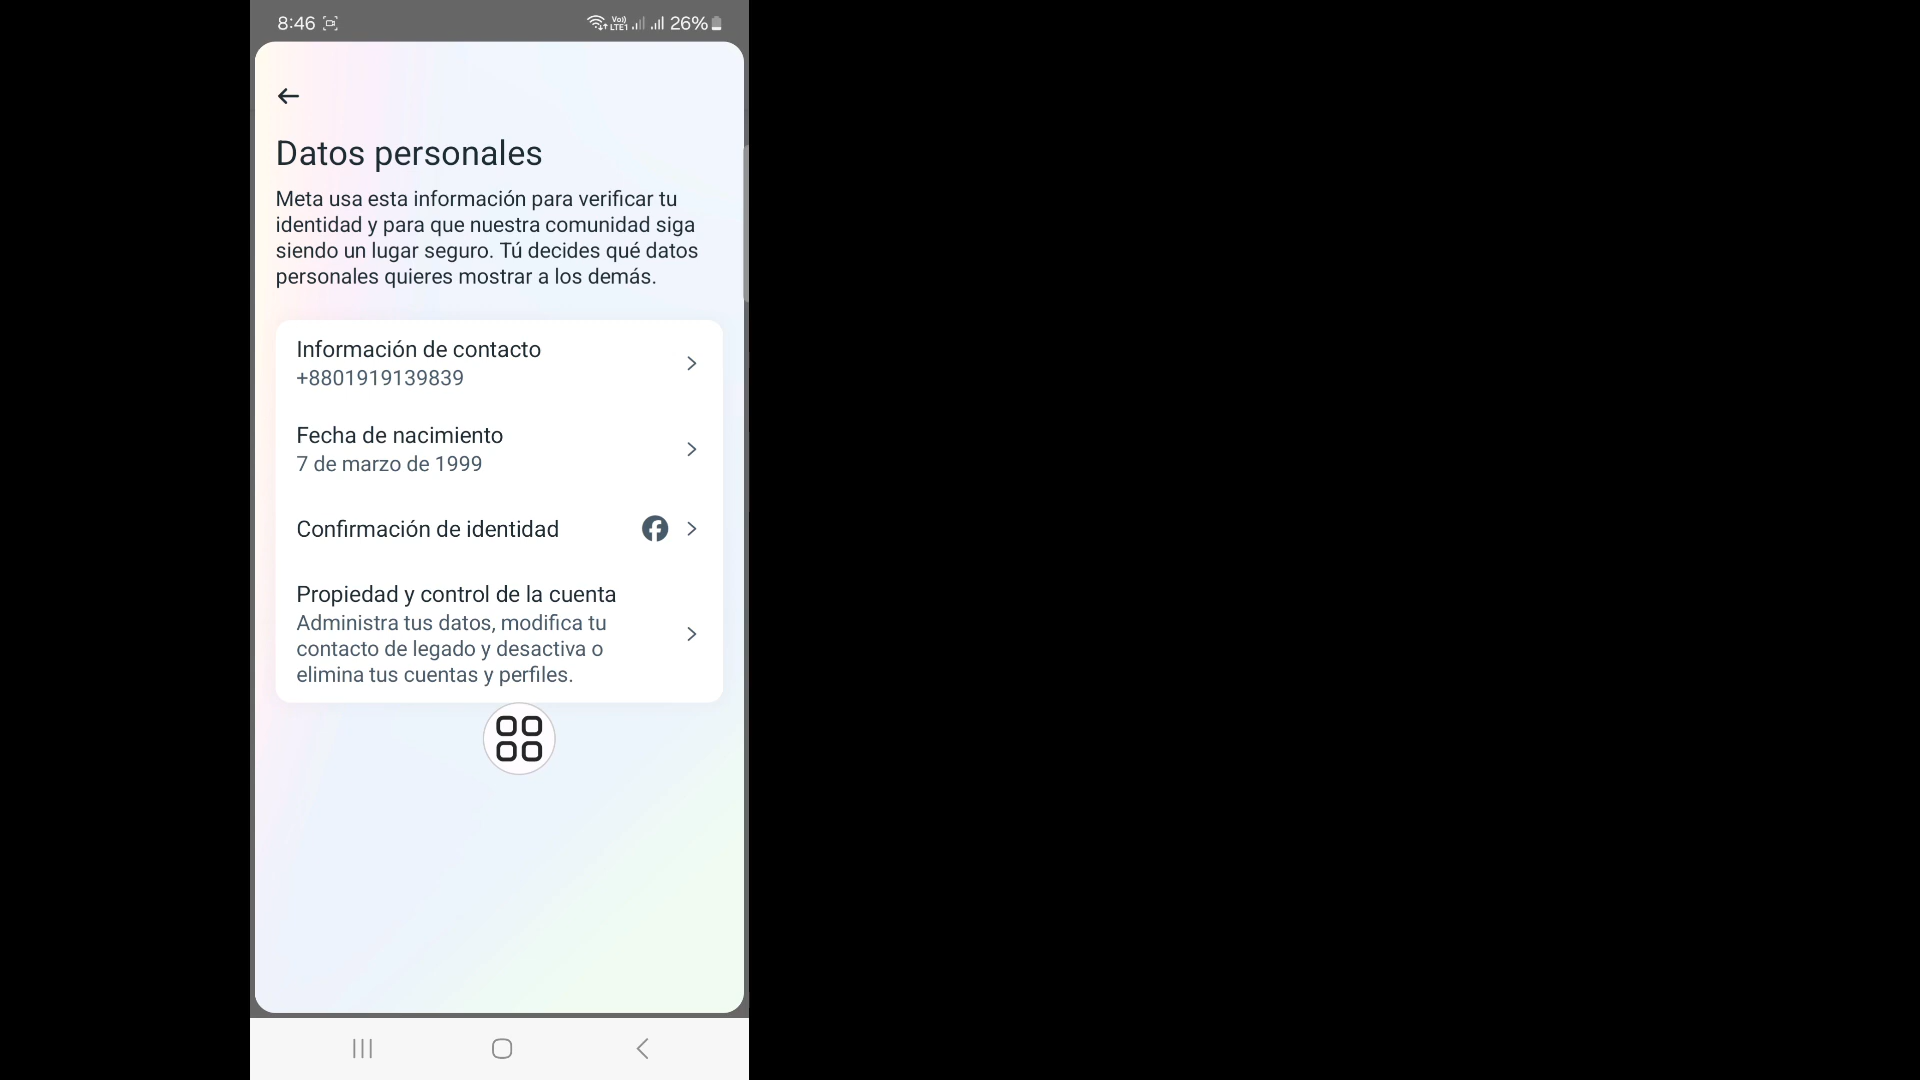 8:46
Vo)) LTE1
26%
Datos personales
Meta usa esta información para verificar tu
identidad y para que nuestra comunidad siga
siendo un lugar seguro. Tú decides qué datos
personales quieres mostrar a los demás.
Información de contacto
+8801919139839
Fecha de nacimiento
7 de marzo de 1999
Confirmación de identidad
Propiedad y control de la cuenta
Administra tus datos, modifica tu
contacto de legado y desactiva o
elimina tus cuentas y perfiles.